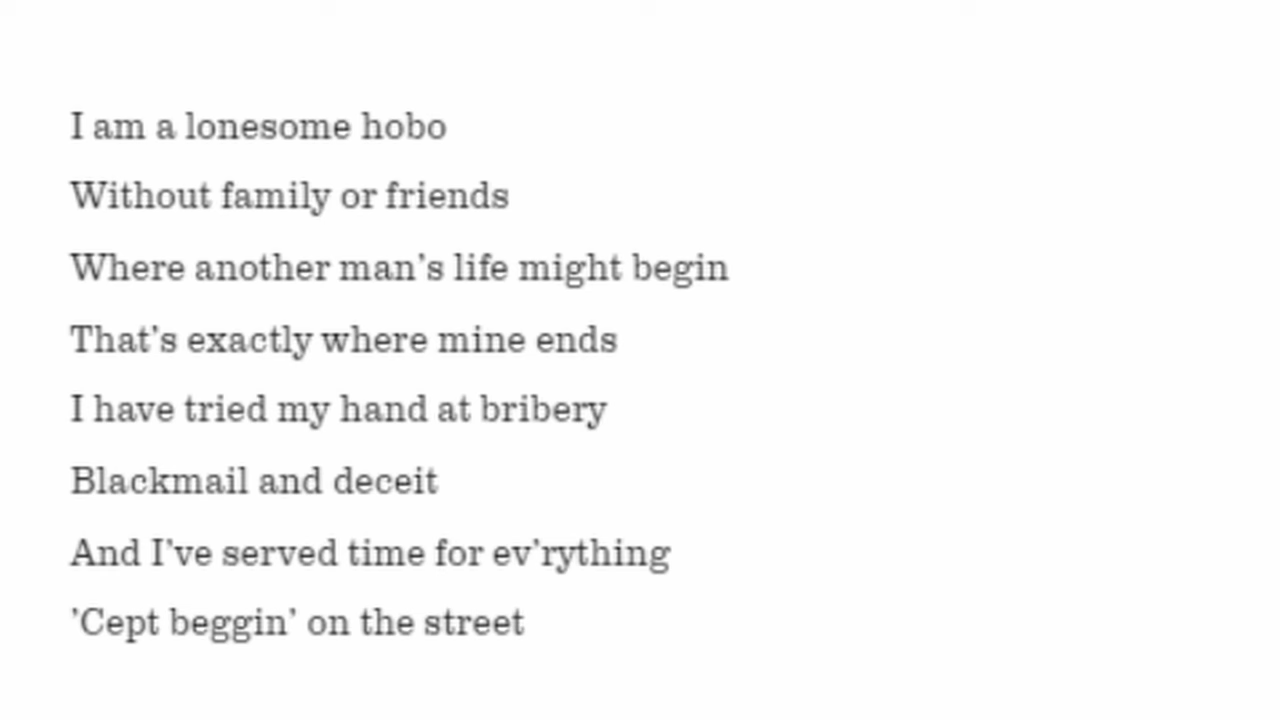 I am a lonesome hobo
Without family or friends
Where another man’s life might begin
That’s exactly where mine ends
I have tried my hand at bribery
Blackmail and deceit
And I’ve served time for ev’rything
’Cept beggin’ on the street